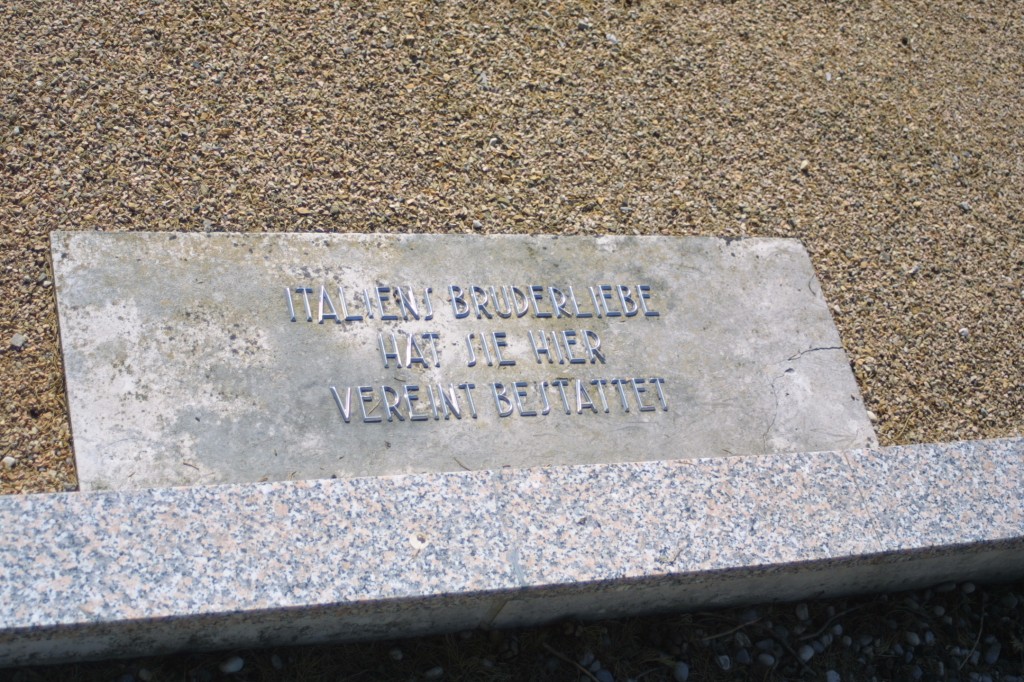 ITALIENS BRUDERLIEBE
HAT SIE HIER
VEREINT BESTATTET